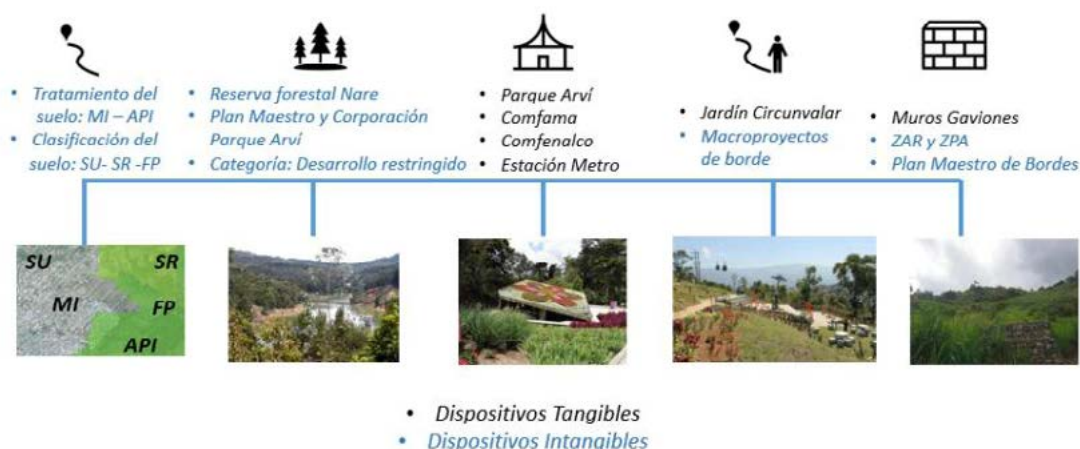 • Tratamiento del
suelo: MI – API
• Clasificación del
suelo: SU- SR -FP
• Reserva forestal Nare
• Plan Maestro y Corporación
Parque Arví
• Categoría: Desarrollo restringido
• Parque Arví
• Comfama
• Comfenalco
• Estación Metro
• Jardín Circunvalar
• Macroproyectos
de borde
• Muros Gaviones
• ZAR y ZPA
• Plan Maestro de Bordes
SU SR
MI FP
API
• Dispositivos Tangibles
• Dispositivos Intangibles